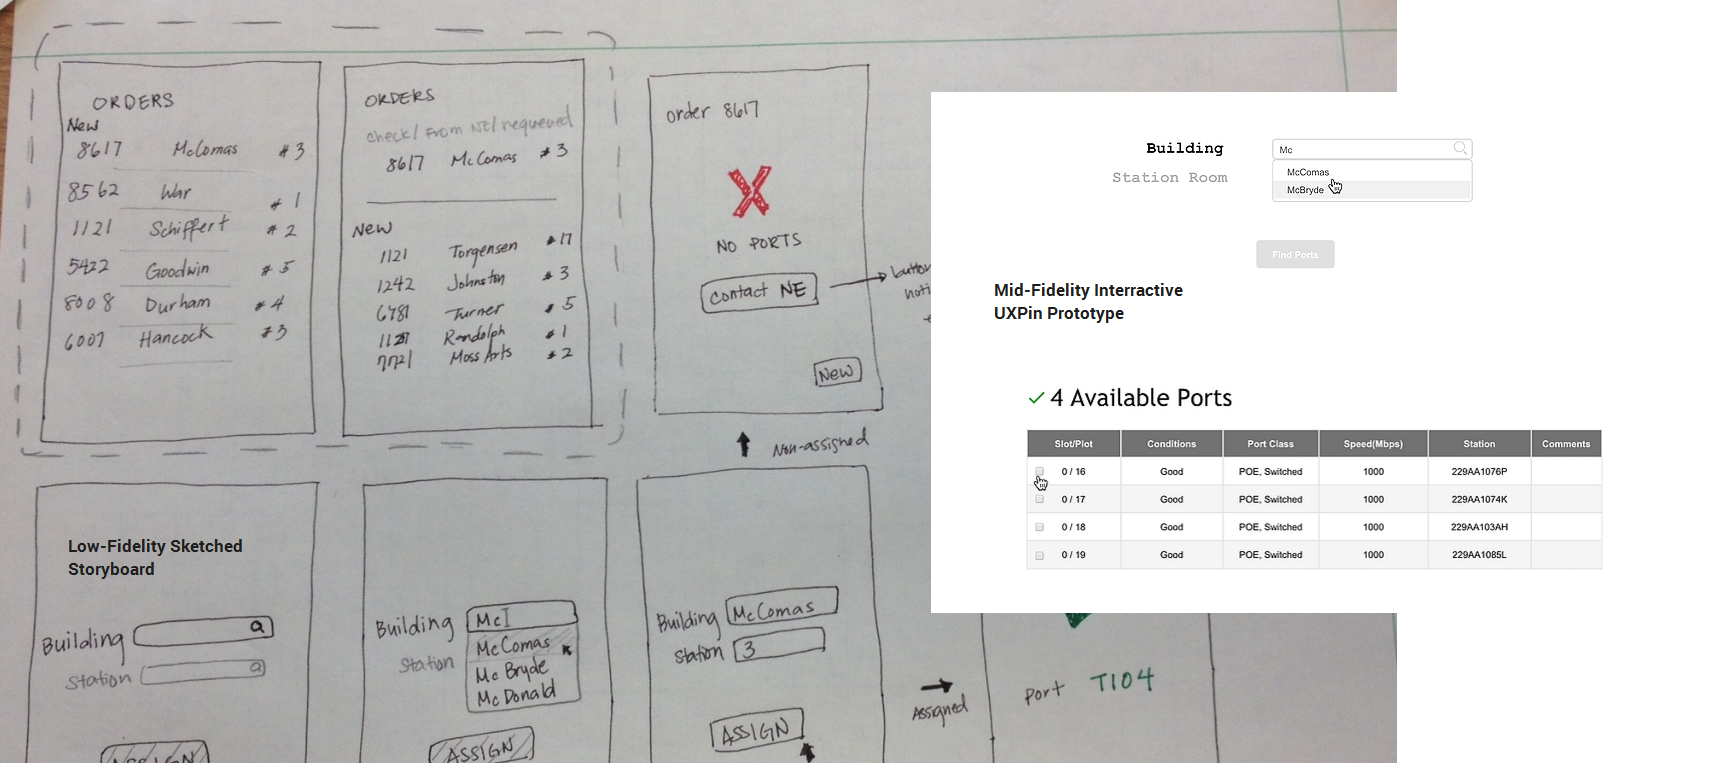 ORDERS
New
8617 McComas #3
8562 War #1
1121 Schiffert #2
5422 Goodwin #5
8008 Durham #4
6007 Hancock #3
ORDERS
check/ From NE/ requeued
8617 McComas #3
New
1121 Torgensen #17
1242 Johnston #3
6781 Turner #5
1127 Randolph #1
7721 Moss Arts #2
order 8617
X
NO PORTS
Contact NE
button
noti
New
Non-assigned
Low-Fidelity Sketched
Storyboard
Building
Station
ASSIGN
Building Mc
Station
McComas
McBryde
McDonald
ASSIGN
Building McComas
Station 3
ASSIGN
Assigned
port T104
Building Mc
Station Room
McComas
McBryde
Find Ports
Mid-Fidelity Interractive
UXPin Prototype
4 Available Ports
Slot/Plot Conditions Port Class Speed(Mbps) Station Comments
0 / 16 Good POE, Switched 1000 229AA1076P
0 / 17 Good POE, Switched 1000 229AA1074K
0 / 18 Good POE, Switched 1000 229AA103AH
0 / 19 Good POE, Switched 1000 229AA1085L